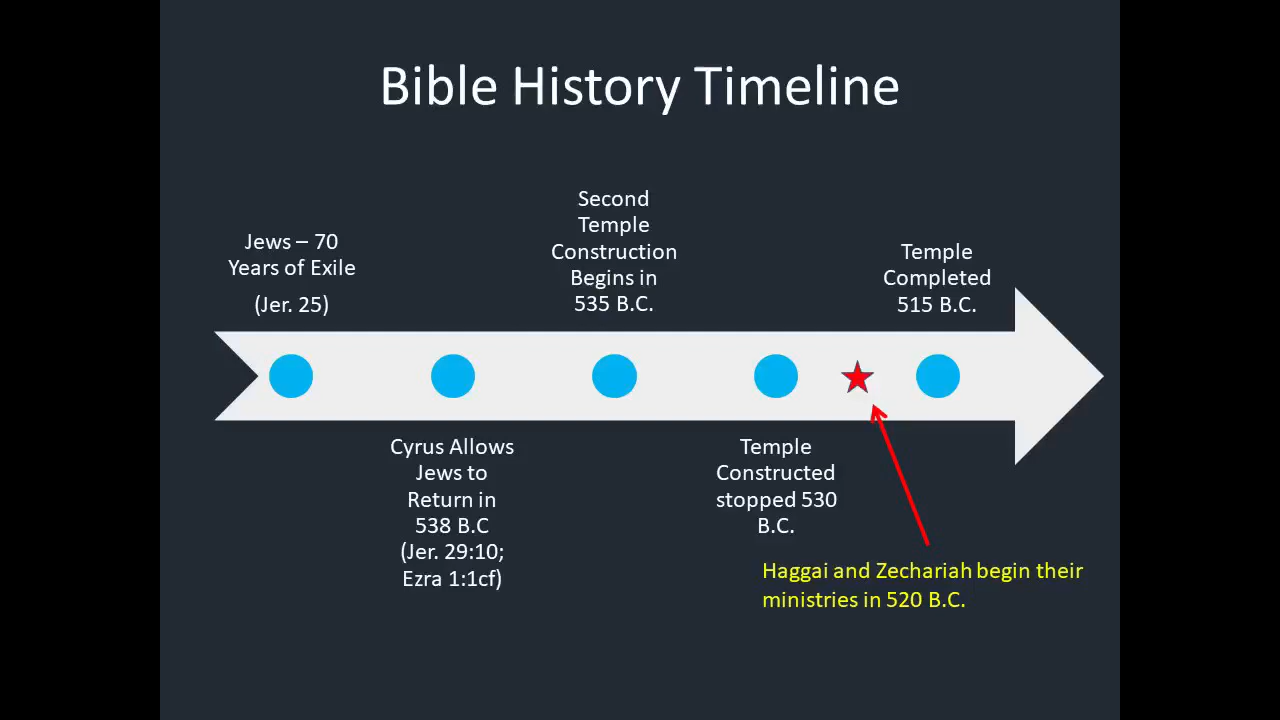 Bible History Timeline
Jews – 70
Years of Exile
(Jer. 25)
Cyrus Allows
Jews to
Return in
538 B.C
(Jer. 29:10;
Ezra 1:1cf)
Second
Temple
Construction
Begins in
535 B.C.
Temple
Constructed
stopped 530
B.C.
Haggai and Zechariah begin their
ministries in 520 B.C.
Temple
Completed
515 B.C.